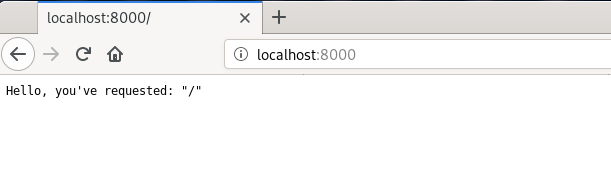 localhost:8000/
localhost:8000
Hello, you've requested: "/"